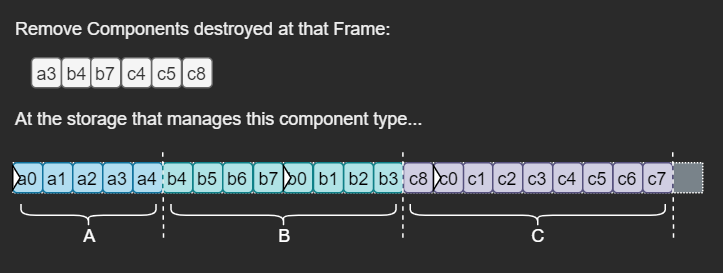 Remove Components destroyed at that Frame:
a3 b4 b7 c4 c5 c8
At the storage that manages this component type...
a0 a1 a2 a3 a4 b4 b5 b6 b7 b0 b1 b2 b3 c8 c0 c1 c2 c3 c4 c5 c6 c7
A B C